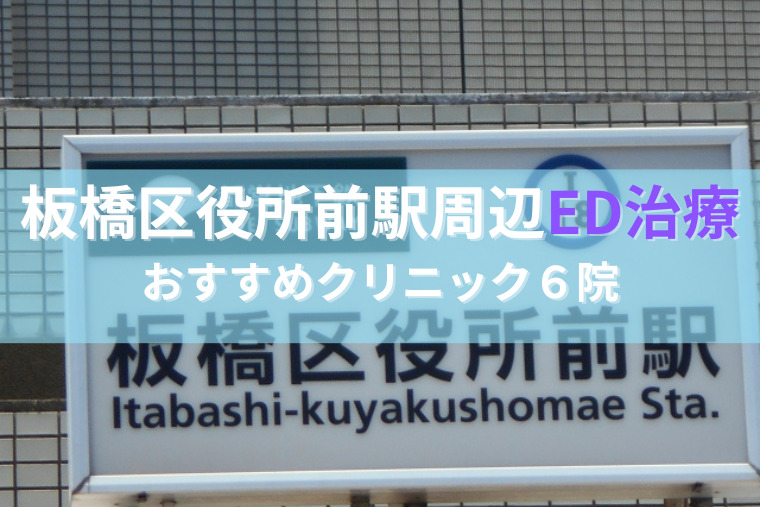 板橋区役所前駅周辺ED治療
おすすめクリニック６院
板橋区役所前駅
Itabashi-kuyakushomae Sta.